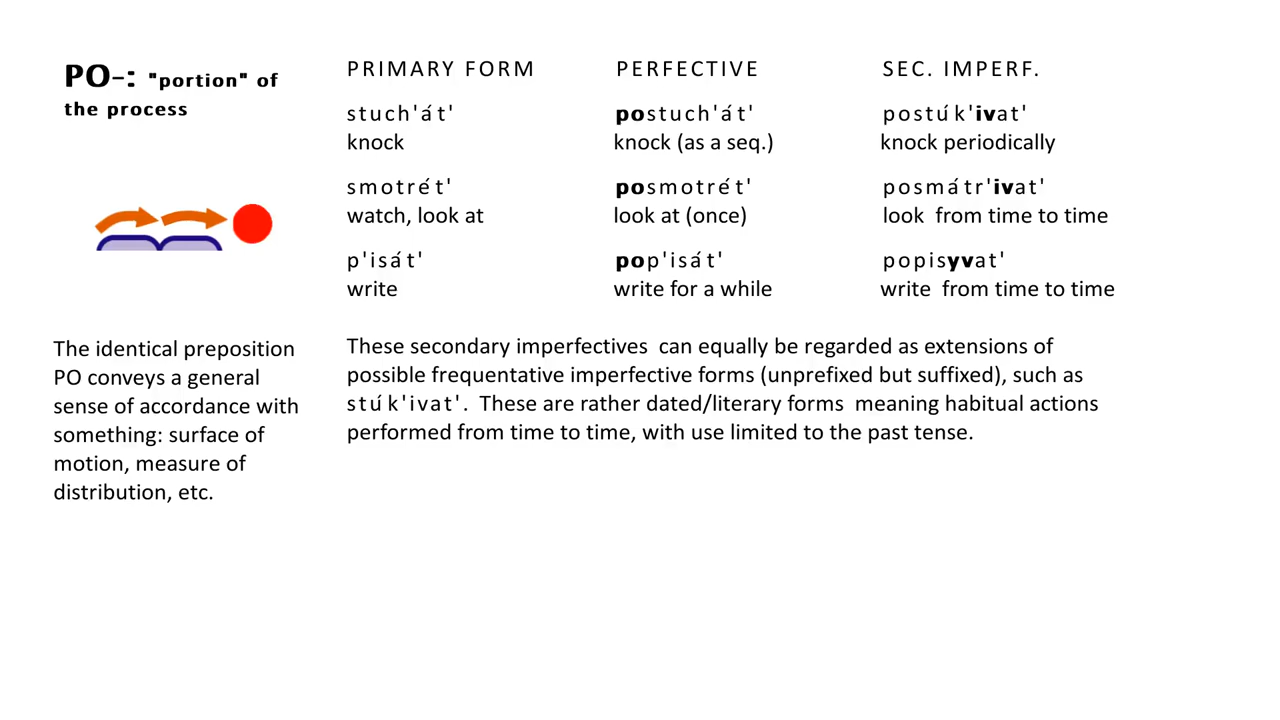 PO-: "portion" of
the process
PRIMARY FORM PERFECTIVE SEC. IMPERF.
stuch'át' postuch'át' postúk'ivat'
knock knock (as a seq.) knock periodically
smotrét' posmotrét' posmátr'ivat'
watch, look at look at (once) look from time to time
p'isát' pop'isát' popisyvat'
write write for a while write from time to time
The identical preposition
PO conveys a general
sense of accordance with
something: surface of
motion, measure of
distribution, etc.
These secondary imperfectives can equally be regarded as extensions of
possible frequentative imperfective forms (unprefixed but suffixed), such as
stúk'ivat'. These are rather dated/literary forms meaning habitual actions
performed from time to time, with use limited to the past tense.